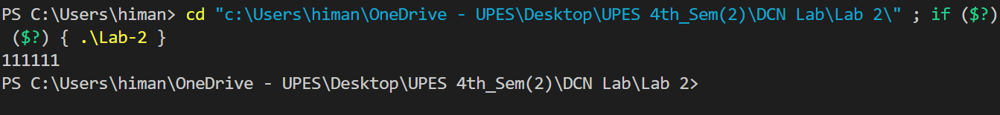 PS C:\Users\himan> cd "c:\Users\himan\OneDrive - UPES\Desktop\UPES 4th_Sem(2)\DCN Lab\Lab 2\" ; if ($?)
 ($?) { .\Lab-2 }
111111
PS C:\Users\himan\OneDrive - UPES\Desktop\UPES 4th_Sem(2)\DCN Lab\Lab 2>